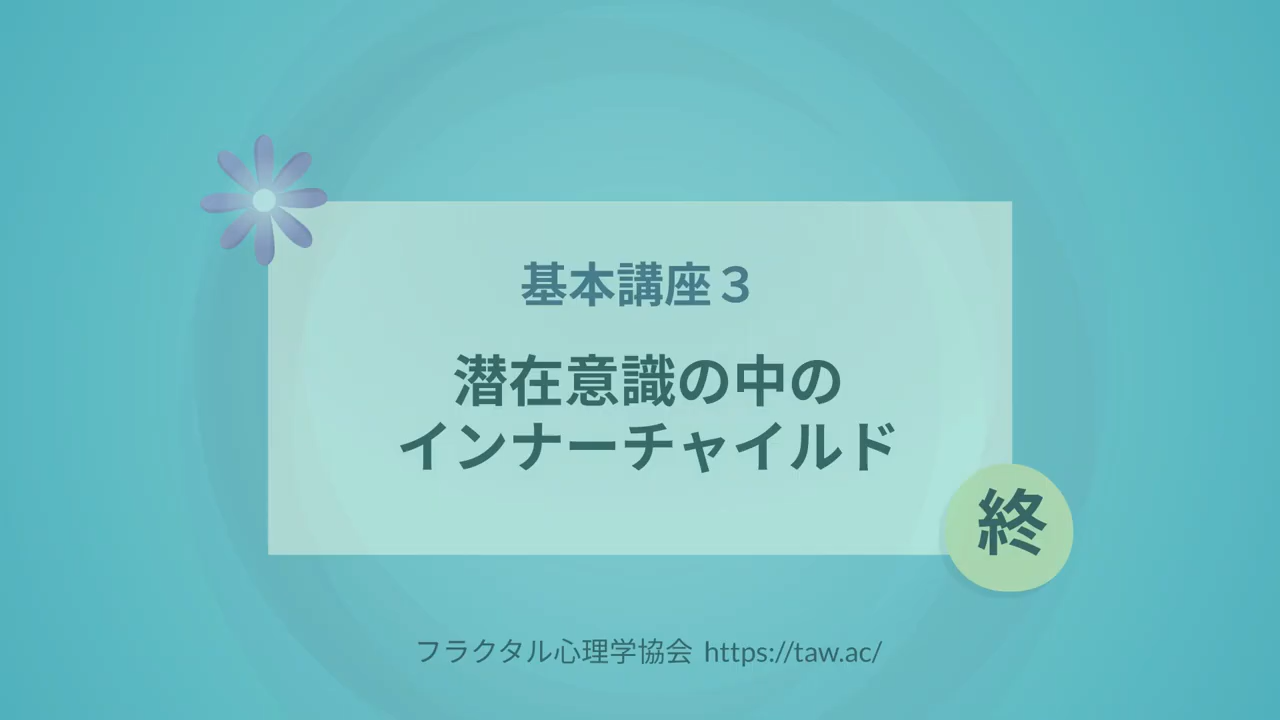 基本講座３
潜在意識の中の
インナーチャイルド
終
フラクタル心理学協会 https://taw.ac/